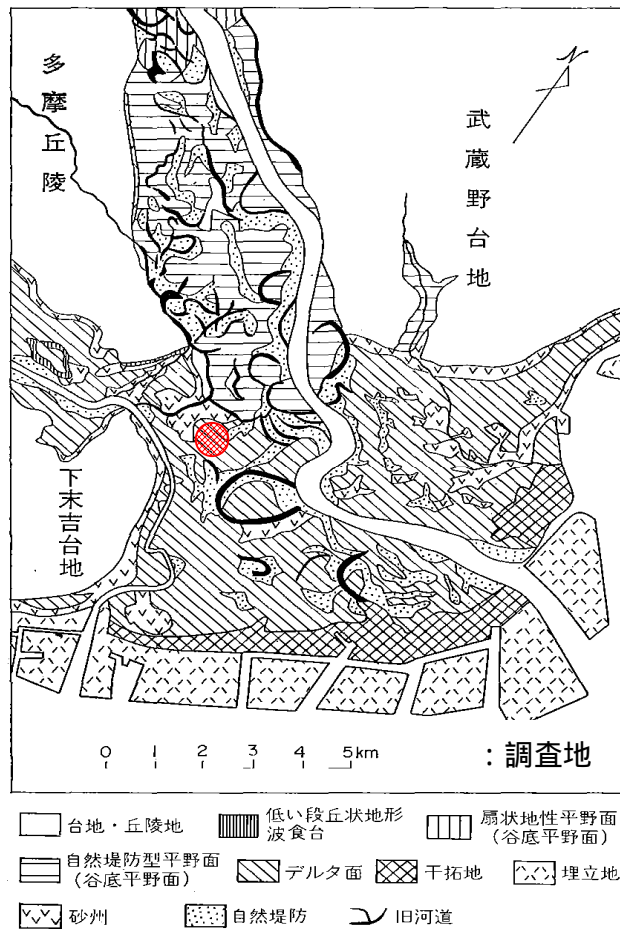 多摩丘陵
武蔵野台地
N
下末吉台地
0 1 2 3 4 5km
:調査地
台地・丘陵地
低い段丘状地形
波食台
扇状地性平野面
(谷底平野面)
自然堤防型平野面
(谷底平野面)
デルタ面
干拓地
埋立地
砂州
自然堤防
旧河道